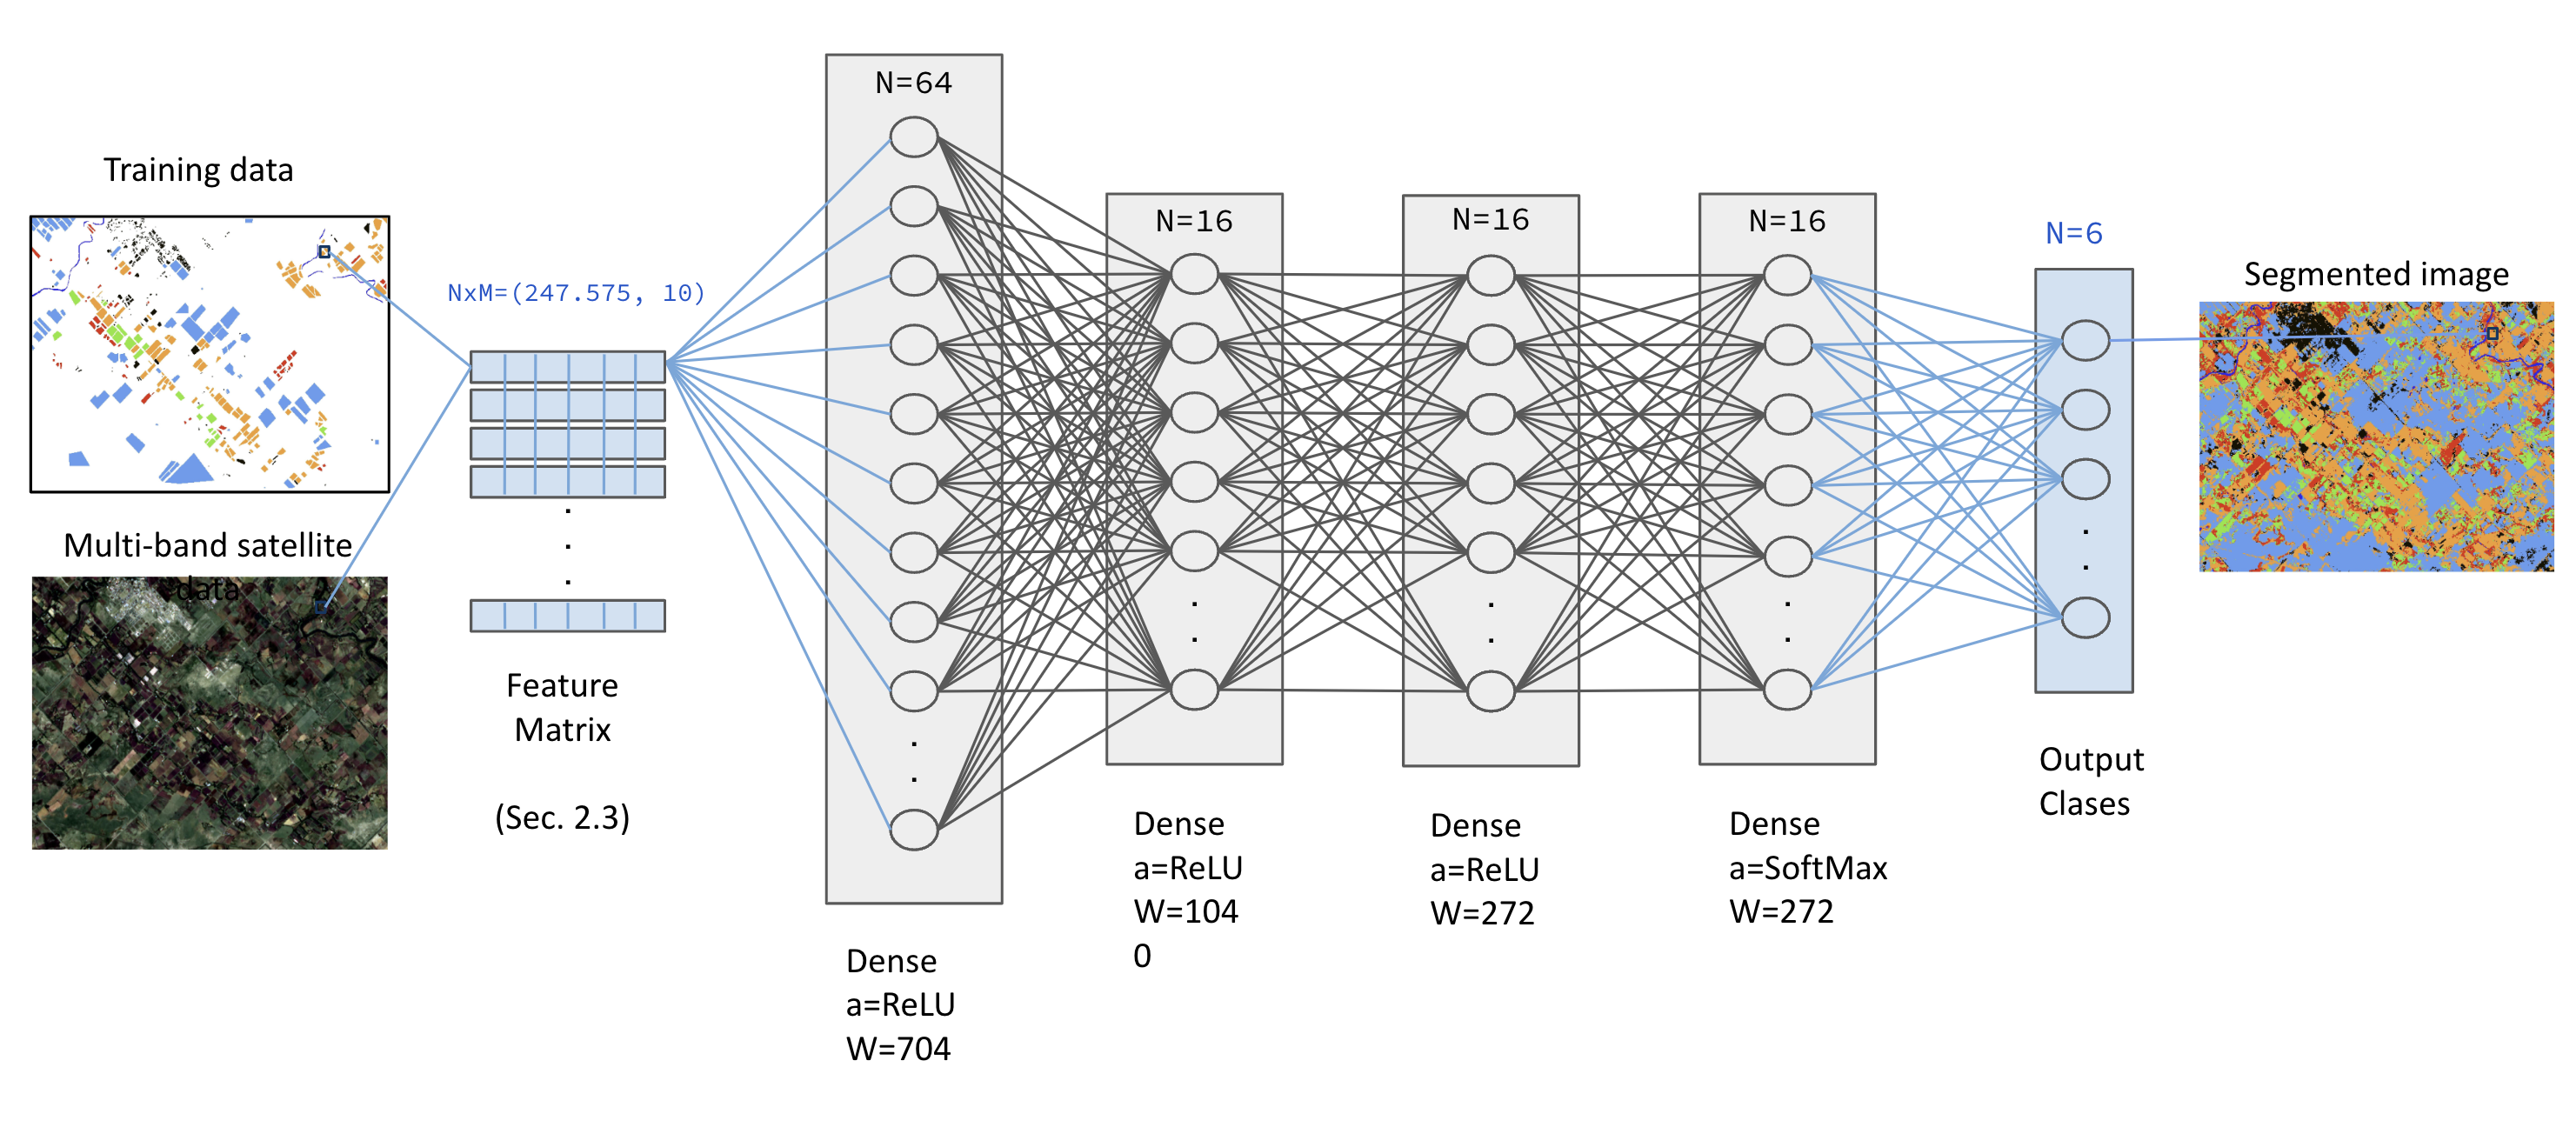 Training data
Multi-band satellite
data
NxM=(247.575, 10)
Feature
Matrix
(Sec. 2.3)
N=64
Dense
a=ReLU
W=704
N=16
Dense
a=ReLU
W=104
0
N=16
Dense
a=ReLU
W=272
N=16
Dense
a=SoftMax
W=272
N=6
Output
Clases
Segmented image